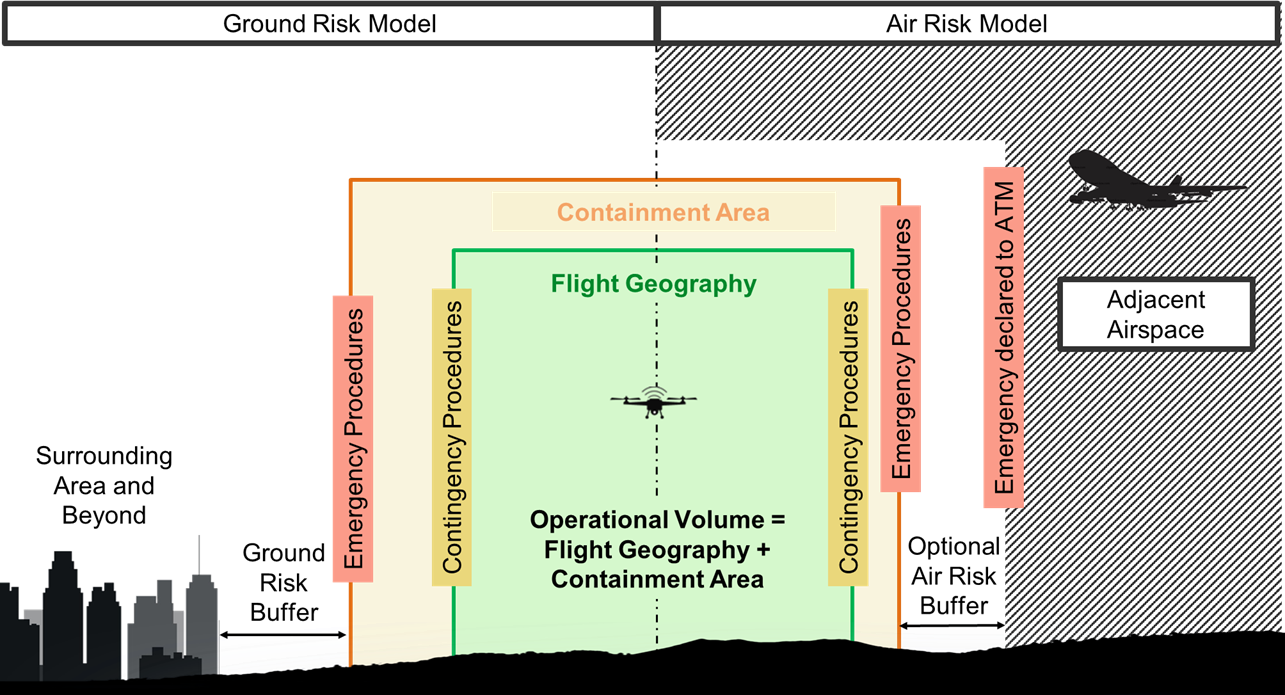 Ground Risk Model
Air Risk Model
Containment Area
Flight Geography
Emergency Procedures
Contingency Procedures
Contingency Procedures
Emergency Procedures
Emergency declared to ATM
Adjacent
Airspace
Surrounding
Area and
Beyond
Ground
Risk
Buffer
Operational Volume =
Flight Geography +
Containment Area
Optional
Air Risk
Buffer